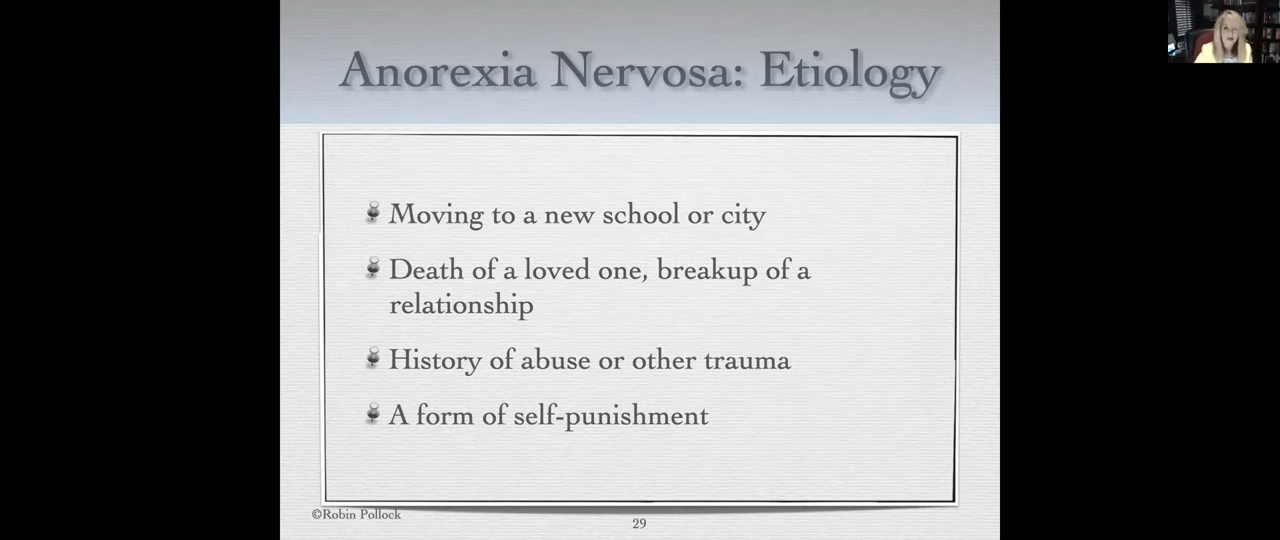 Anorexia Nervosa: Etiology
Moving to a new school or city
Death of a loved one, breakup of a
relationship
History of abuse or other trauma
A form of self-punishment
©Robin Pollock
29